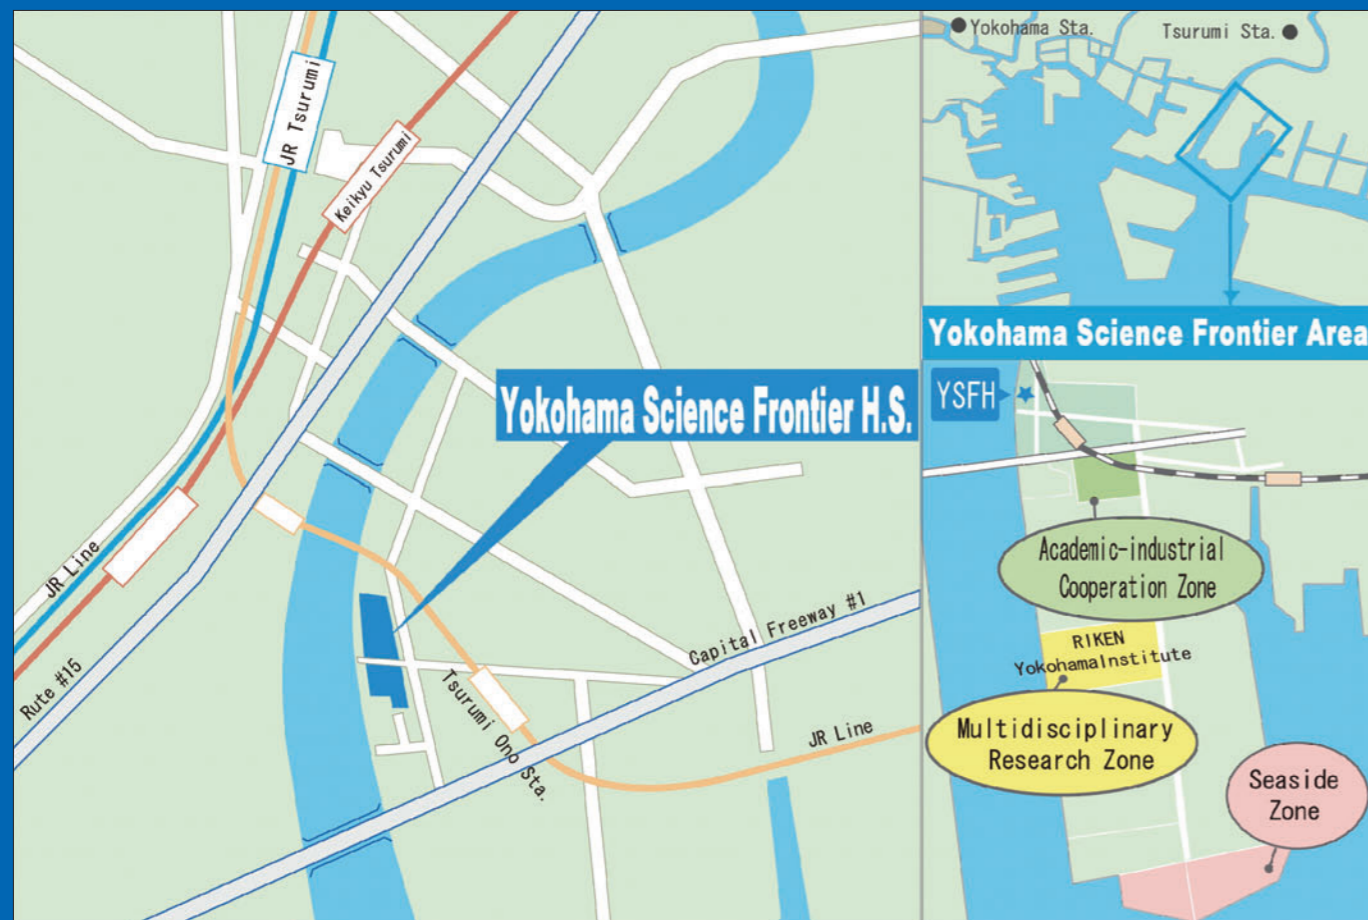 JR Tsurumi
Keikyu Tsurumi
Yokohama Science Frontier H.S.
JR Line
Rute #15
Capital Freeway #1
Tsurumi Ono Sta.
JR Line
Yokohama Sta.
Tsurumi Sta.
Yokohama Science Frontier Area
YSFH
Academic-industrial
Cooperation Zone
RIKEN
YokohamaInstitute
Multidisciplinary
Research Zone
Seaside
Zone